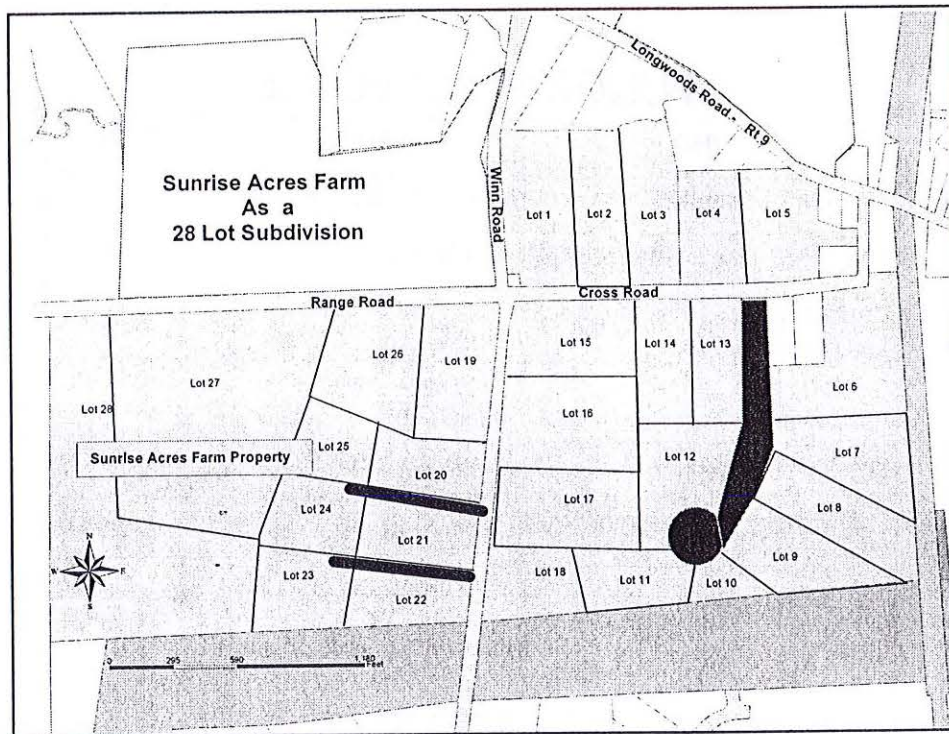 Longwoods Road - Rt 9
Sunrise Acres Farm
As a
28 Lot Subdivision
Winn Road
Lot 1
Lot 2
Lot 3
Lot 4
Lot 5
Range Road
Cross Road
Lot 28
Lot 27
Lot 26
Lot 19
Lot 15
Lot 14
Lot 13
Lot 6
Lot 16
Sunrise Acres Farm Property
Lot 25
Lot 20
Lot 12
Lot 7
Lot 17
Lot 24
Lot 21
Lot 8
Lot 23
Lot 22
Lot 18
Lot 11
Lot 10
Lot 9
N
W E
S
0 295 590 1,180
Feet